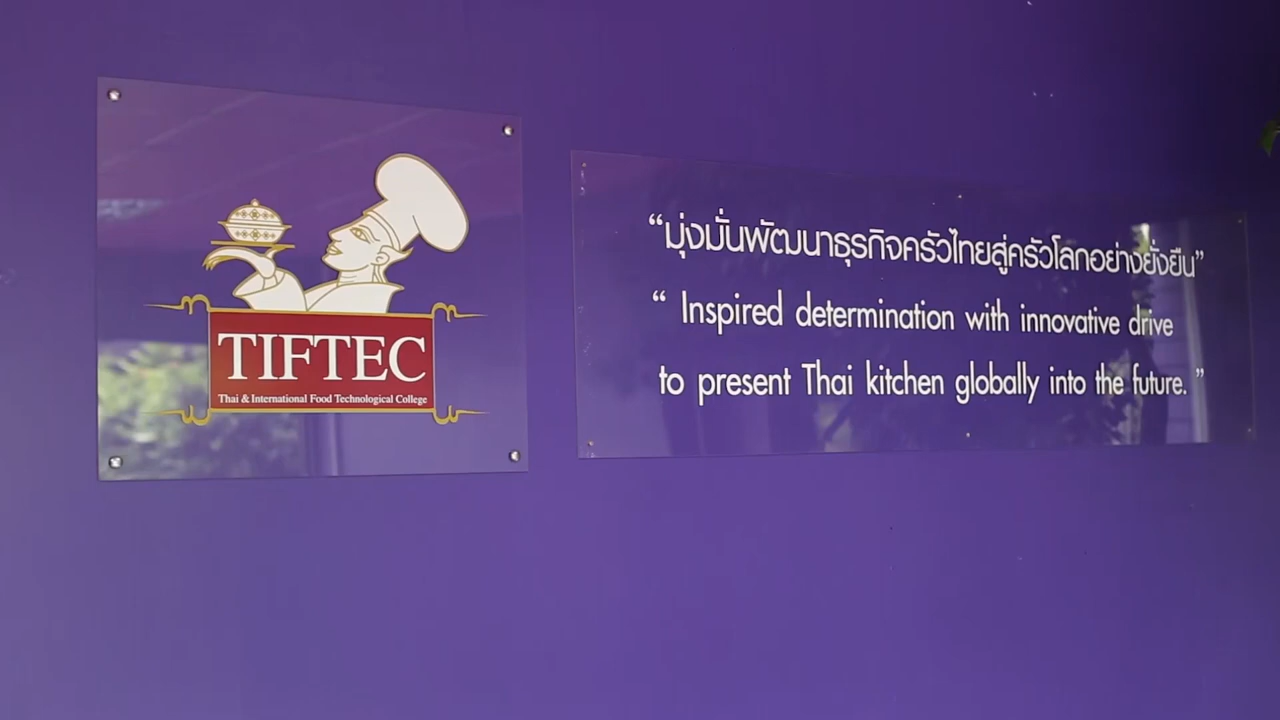 TIFTEC
Thai & International Food Technological College
“มุ่งมั่นพัฒนาธุรกิจครัวไทยสู่ครัวโลกอย่างยั่งยืน”
“ Inspired determination with innovative drive
to present Thai kitchen globally into the future. ”